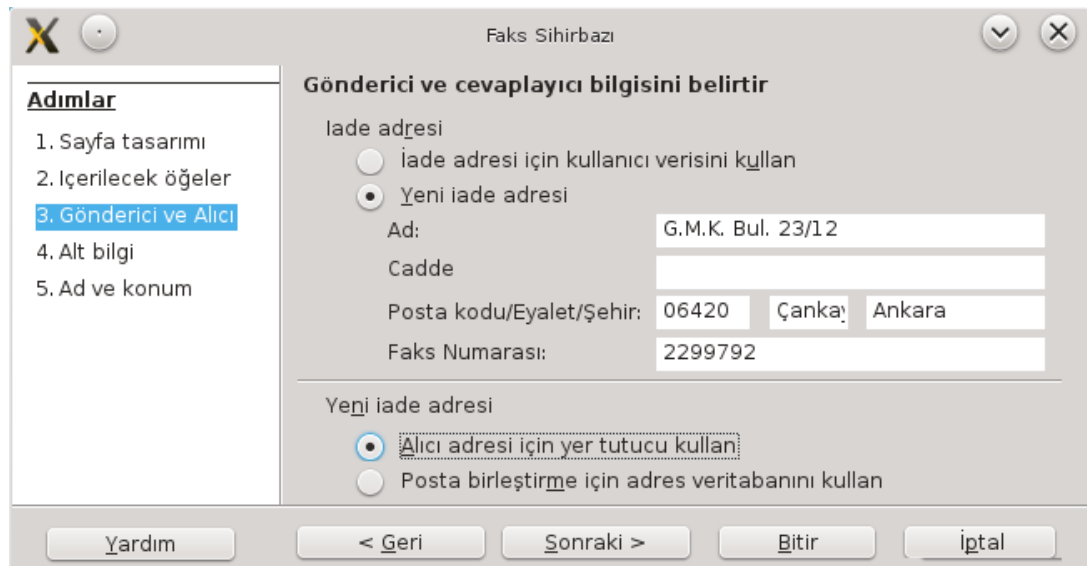 Faks Sihirbazı
Adımlar
1. Sayfa tasarımı
2. Içerilecek öğeler
3. Gönderici ve Alıcı
4. Alt bilgi
5. Ad ve konum
Gönderici ve cevaplayıcı bilgisini belirtir
Iade adresi
İade adresi için kullanıcı verisini kullan
Yeni iade adresi
Ad: G.M.K. Bul. 23/12
Cadde
Posta kodu/Eyalet/Şehir: 06420 Çankay Ankara
Faks Numarası: 2299792
Yeni iade adresi
Alıcı adresi için yer tutucu kullan
Posta birleştirme için adres veritabanını kullan
Yardım < Geri Sonraki > Bitir İptal